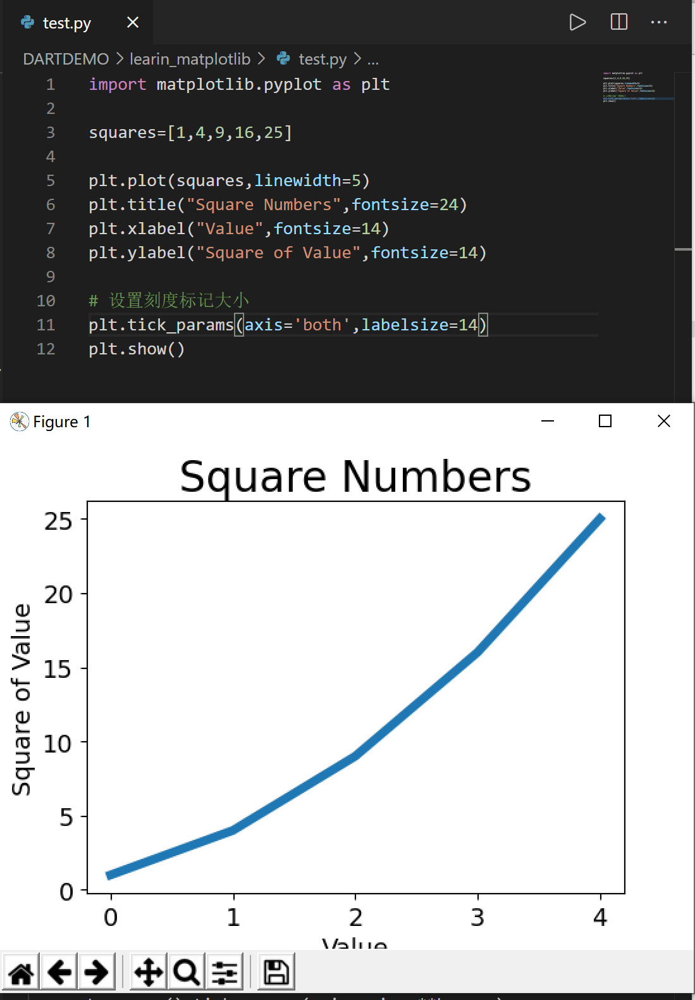 test.py
DARTDEMO > learin_matplotlib > test.py > ...
1 import matplotlib.pyplot as plt
2
3 squares=[1,4,9,16,25]
4
5 plt.plot(squares,linewidth=5)
6 plt.title("Square Numbers",fontsize=24)
7 plt.xlabel("Value",fontsize=14)
8 plt.ylabel("Square of Value",fontsize=14)
9
10 # 设置刻度标记大小
11 plt.tick_params(axis='both',labelsize=14)
12 plt.show()
Figure 1
Square Numbers
25
20
15
10
5
0
Square of Value
0 1 2 3 4
Value